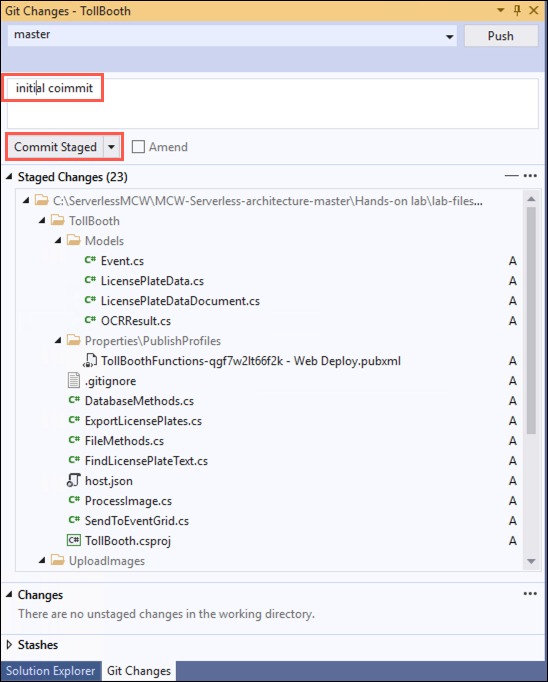 Git Changes - TollBooth
master
Push
initial coimmit
Commit Staged
Amend
Staged Changes (23)
C:\ServerlessMCW\MCW-Serverless-architecture-master\Hands-on lab\lab-files...
TollBooth
Models
C# Event.cs A
C# LicensePlateData.cs A
C# LicensePlateDataDocument.cs A
C# OCRResult.cs A
Properties\PublishProfiles
TollBoothFunctions-qgf7w2lt66f2k - Web Deploy.pubxml A
.gitignore A
C# DatabaseMethods.cs A
C# ExportLicensePlates.cs A
C# FileMethods.cs A
C# FindLicensePlateText.cs A
host.json A
C# ProcessImage.cs A
C# SendToEventGrid.cs A
C# TollBooth.csproj A
UploadImages
Changes
There are no unstaged changes in the working directory.
Stashes
Solution Explorer Git Changes